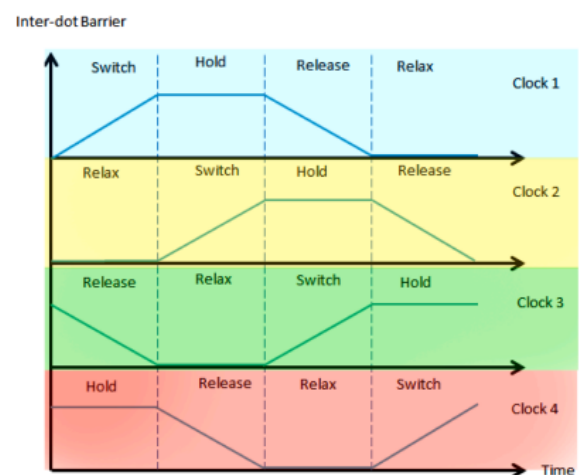 Inter-dot Barrier
Switch Hold Release Relax Clock 1
Relax Switch Hold Release Clock 2
Release Relax Switch Hold Clock 3
Hold Release Relax Switch Clock 4
Time